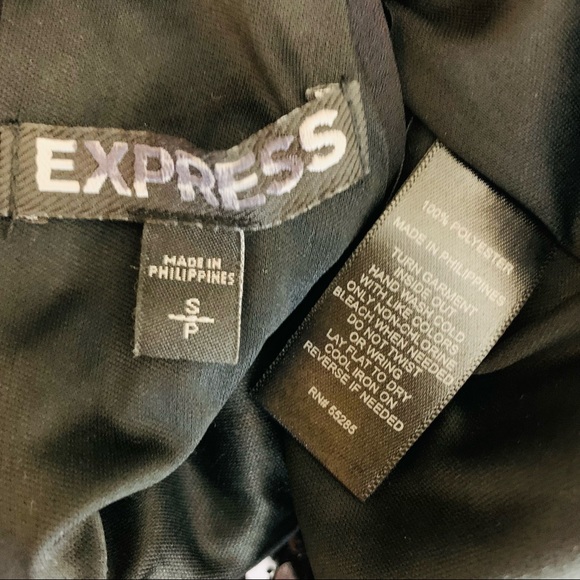 EXPRESS
MADE IN
PHILIPPINES
S
P
100% POLYESTER
MADE IN PHILIPPINES
TURN GARMENT
INSIDE OUT
HAND WASH COLD
WITH LIKE COLORS
ONLY NON-CHLORINE
BLEACH WHEN NEEDED
DO NOT TWIST
OR WRING
LAY FLAT TO DRY
COOL IRON ON
REVERSE IF NEEDED
RN# 55285